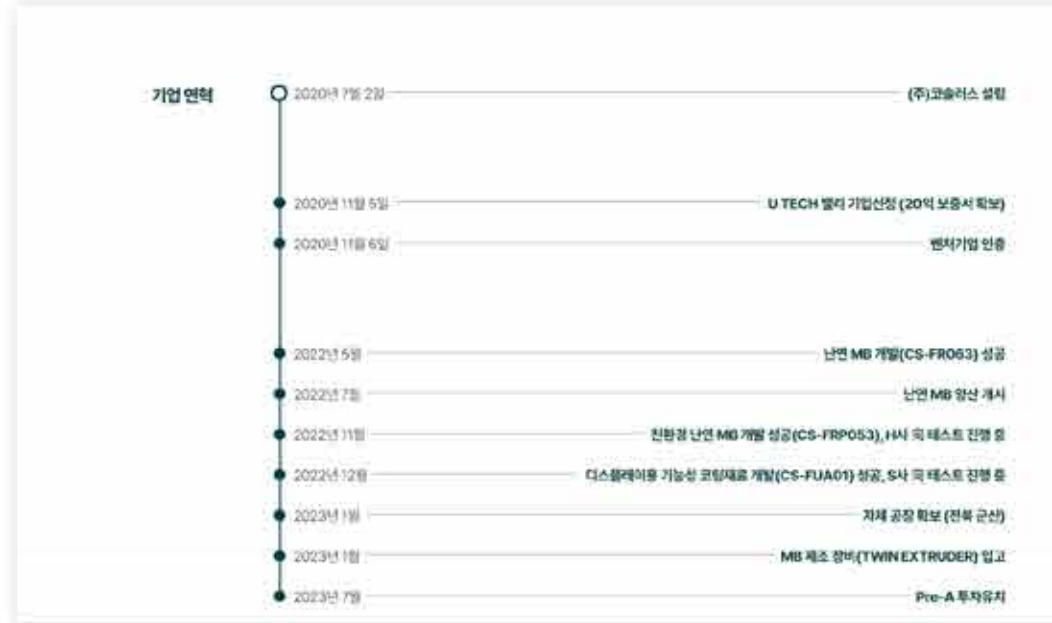 기업 연혁
2020년 7월 2일 (주)코솔러스 설립
2020년 11월 5일 U TECH 밸리 기업선정 (20억 보증서 확보)
2020년 11월 6일 벤처기업 인증
2022년 5월 난연 MB 개발(CS-FR063) 성공
2022년 7월 난연 MB 양산 개시
2022년 11월 친환경 난연 MB 개발 성공(CS-FRP053), H사 테스트 진행 중
2022년 12월 디스플레이용 기능성 코팅재료 개발(CS-FUA01) 성공, S사 테스트 진행 중
2023년 1월 자체 공장 확보 (전북 군산)
2023년 1월 MB 제조 장비(TWIN EXTRUDER) 입고
2023년 7월 Pre-A 투자유치